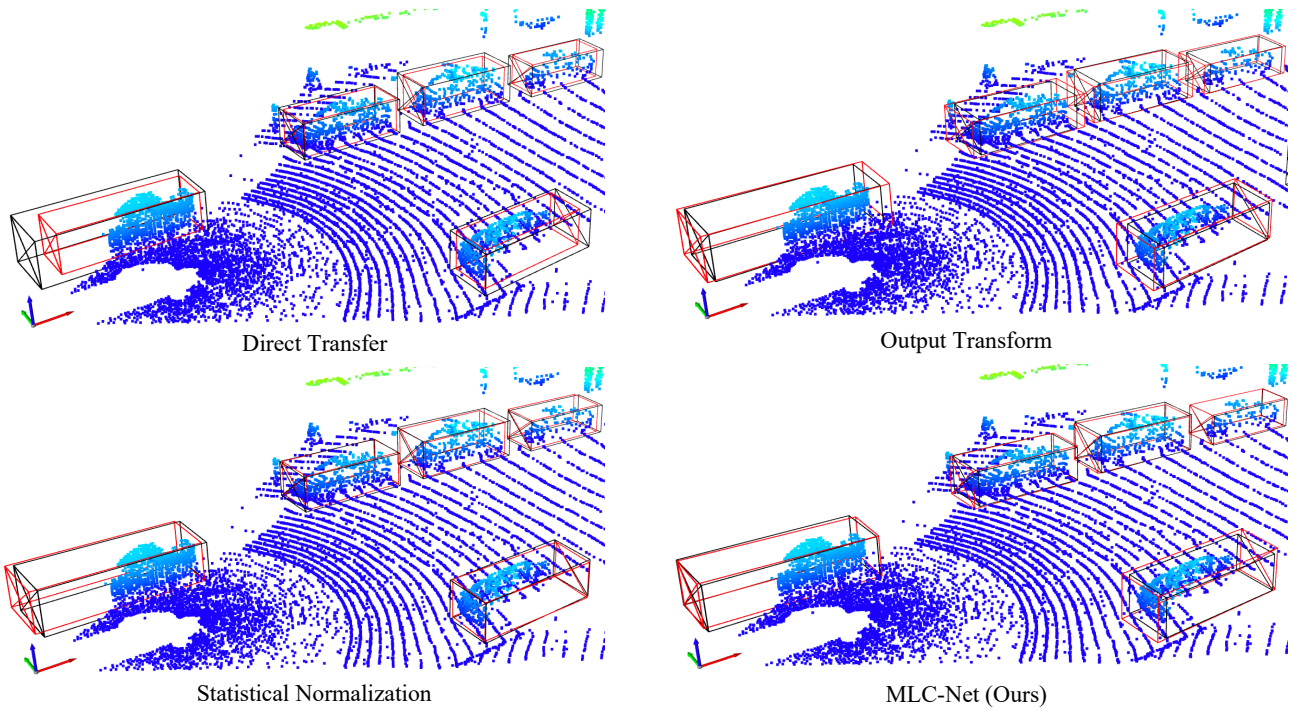 Direct Transfer
Output Transform
Statistical Normalization
MLC-Net (Ours)